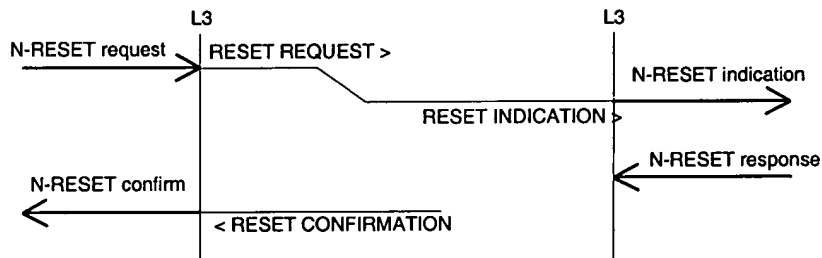 L3
L3
N-RESET request
RESET REQUEST >
N-RESET indication
RESET INDICATION >
N-RESET response
N-RESET confirm
< RESET CONFIRMATION